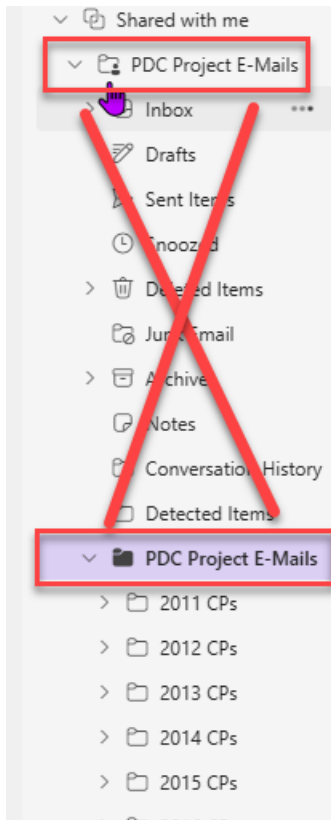 Shared with me
PDC Project E-Mails
Inbox
Drafts
Sent Items
Snoozed
Deleted Items
Junk Email
Archive
Notes
Conversation History
Detected Items
PDC Project E-Mails
2011 CPs
2012 CPs
2013 CPs
2014 CPs
2015 CPs